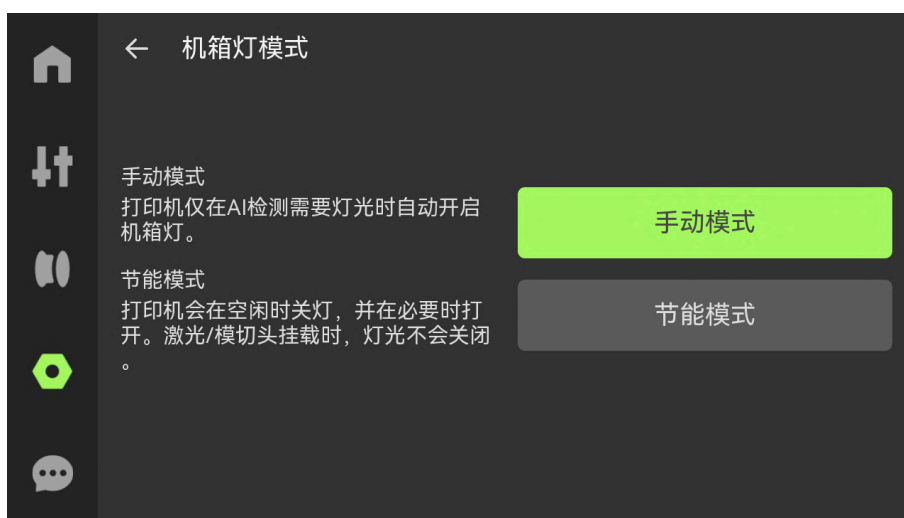 机箱灯模式
手动模式
打印机仅在AI检测需要灯光时自动开启
机箱灯。
节能模式
打印机会在空闲时关灯，并在必要时打
开。激光/模切头挂载时，灯光不会关闭
。
手动模式
节能模式